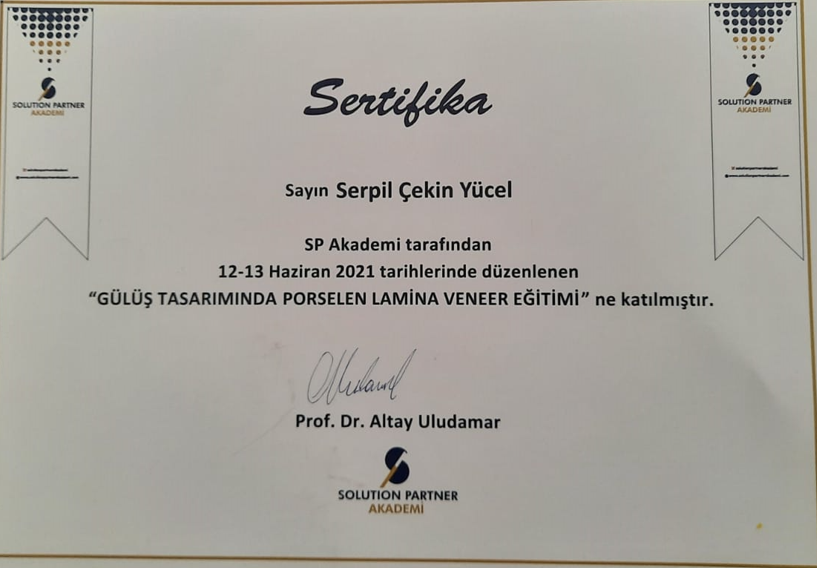 SOLUTION PARTNER
AKADEMİ
SOLUTION PARTNER
AKADEMİ
Sertifika
Sayın Serpil Çekin Yücel
SP Akademi tarafından
12-13 Haziran 2021 tarihlerinde düzenlenen
“GÜLÜŞ TASARIMINDA PORSELEN LAMİNA VENEER EĞİTİMİ” ne katılmıştır.
Prof. Dr. Altay Uludamar
SOLUTION PARTNER
AKADEMİ